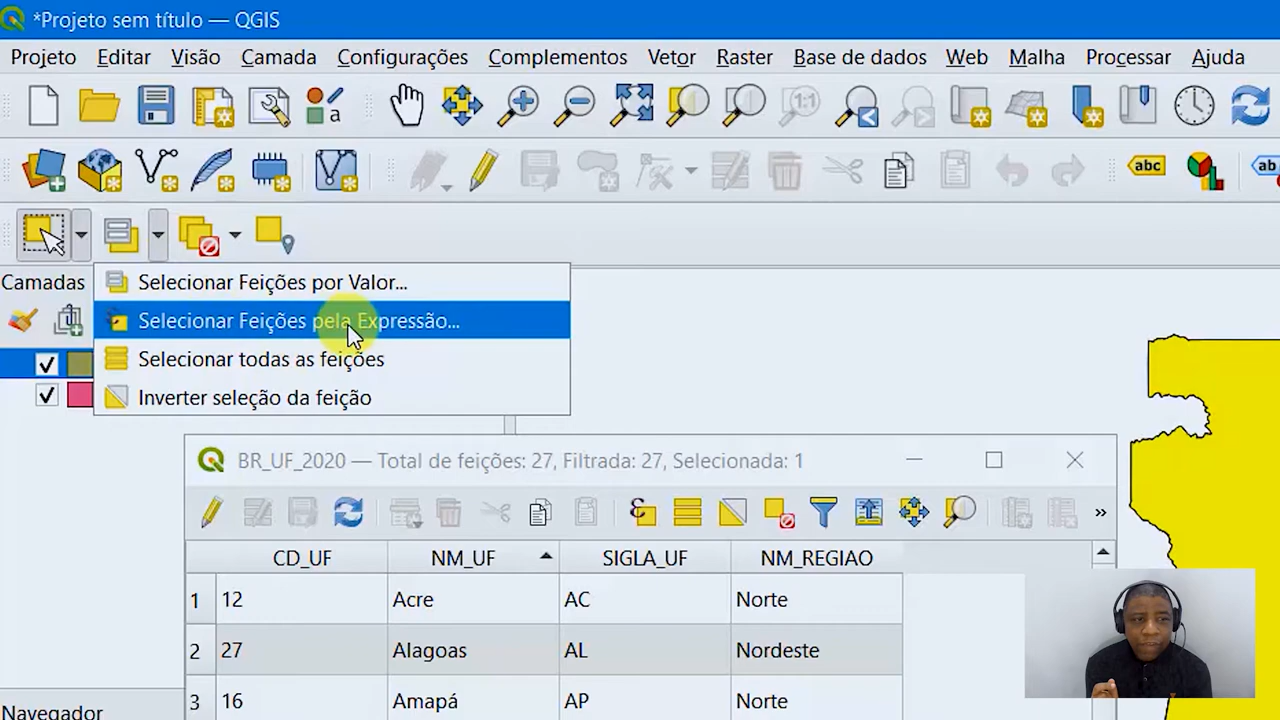 *Projeto sem título — QGIS
Projeto Editar Visão Camada Configurações Complementos Vetor Raster Base de dados Web Malha Processar Ajuda
a 1:1 abc ab
Camadas
Selecionar Feições por Valor...
Selecionar Feições pela Expressão...
Selecionar todas as feições
Inverter seleção da feição
BR_UF_2020 — Total de feições: 27, Filtrada: 27, Selecionada: 1
CD_UF NM_UF SIGLA_UF NM_REGIAO
1 12 Acre AC Norte
2 27 Alagoas AL Nordeste
3 16 Amapá AP Norte
Navegador